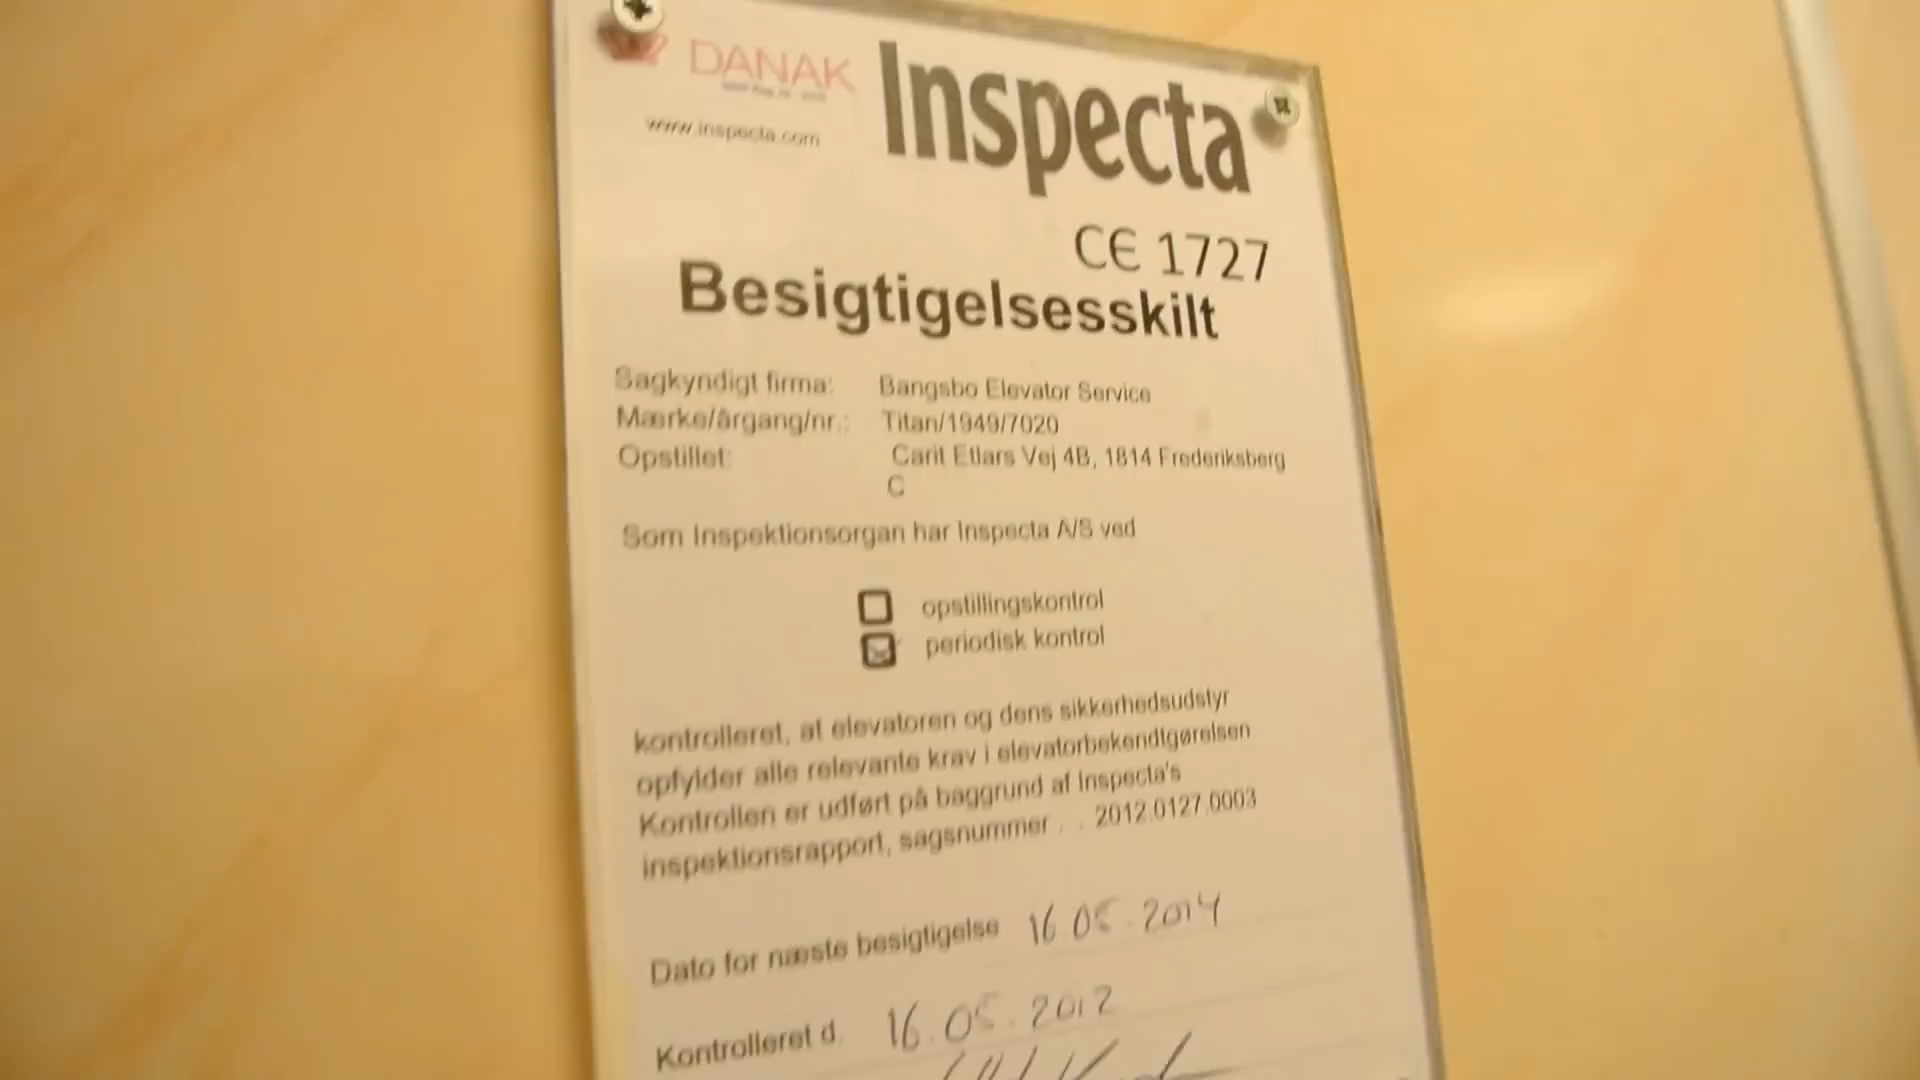 DANAK
Inspecta
www.inspecta.com
CE 1727
Besigtigelsesskilt
Sagkyndigt firma: Bangsbo Elevator Service
Mærke/årgang/nr.: Titan/1949/7020
Opstillet: Carit Etlars Vej 4B, 1814 Frederiksberg
C
Som Inspektionsorgan har Inspecta A/S ved
opstillingskontrol
periodisk kontrol
kontrolleret, at elevatoren og dens sikkerhedsudstyr
opfylder alle relevante krav i elevatorbekendtgørelsen
Kontrollen er udført på baggrund af Inspecta's
inspektionsrapport, sagsnummer . . 2012.0127.0003
Dato for næste besigtigelse 16.05.2014
Kontrolleret d. 16.05.2012